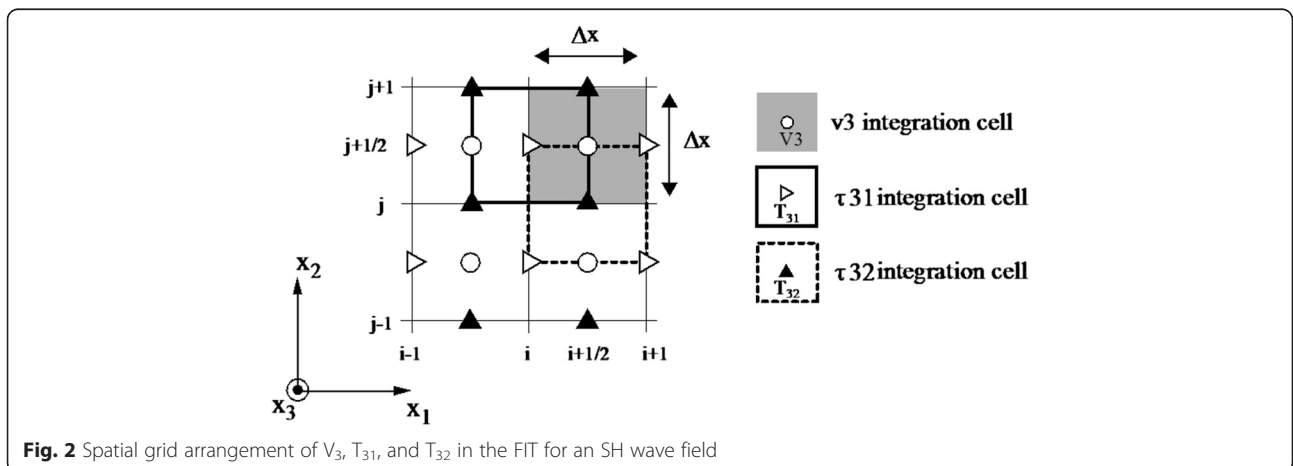 Δx
j+1
j+1/2
j
j-1
Δx
i-1
i
i+1/2
i+1
x₂
x₃
x₁
V3
v3 integration cell
T₃₁
τ31 integration cell
T₃₂
τ32 integration cell
Fig. 2 Spatial grid arrangement of V₃, T₃₁, and T₃₂ in the FIT for an SH wave field